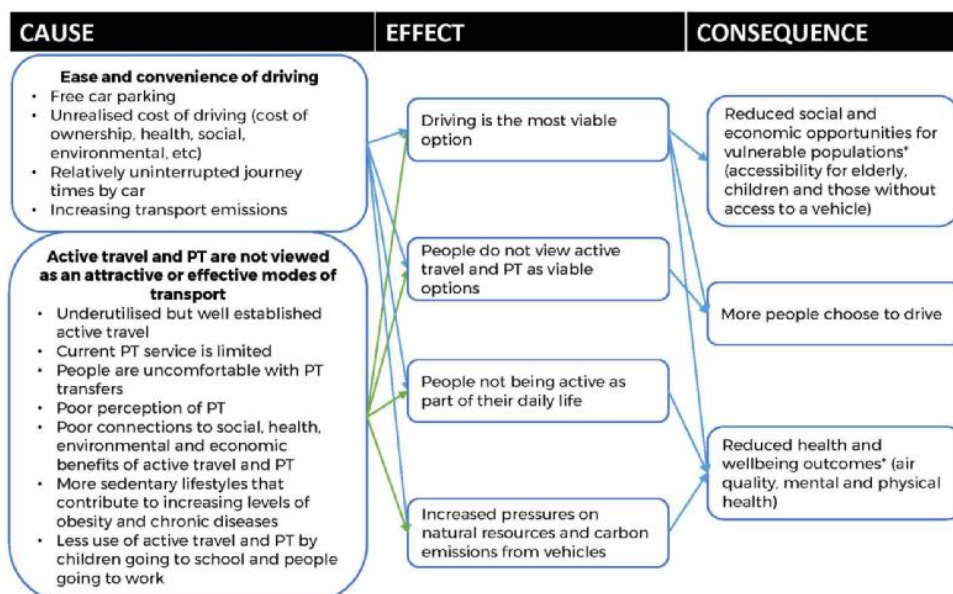 CAUSE
EFFECT
CONSEQUENCE
Ease and convenience of driving
• Free car parking
• Unrealised cost of driving (cost of
ownership, health, social,
environmental, etc)
• Relatively uninterrupted journey
times by car
• Increasing transport emissions
Active travel and PT are not viewed
as an attractive or effective modes of
transport
• Underutilised but well established
active travel
• Current PT service is limited
• People are uncomfortable with PT
transfers
• Poor perception of PT
• Poor connections to social, health,
environmental and economic
benefits of active travel and PT
• More sedentary lifestyles that
contribute to increasing levels of
obesity and chronic diseases
• Less use of active travel and PT by
children going to school and people
going to work
Driving is the most viable
option
People do not view active
travel and PT as viable
options
People not being active as
part of their daily life
Increased pressures on
natural resources and carbon
emissions from vehicles
Reduced social and
economic opportunities for
vulnerable populations*
(accessibility for elderly,
children and those without
access to a vehicle)
More people choose to drive
Reduced health and
wellbeing outcomes* (air
quality, mental and physical
health)